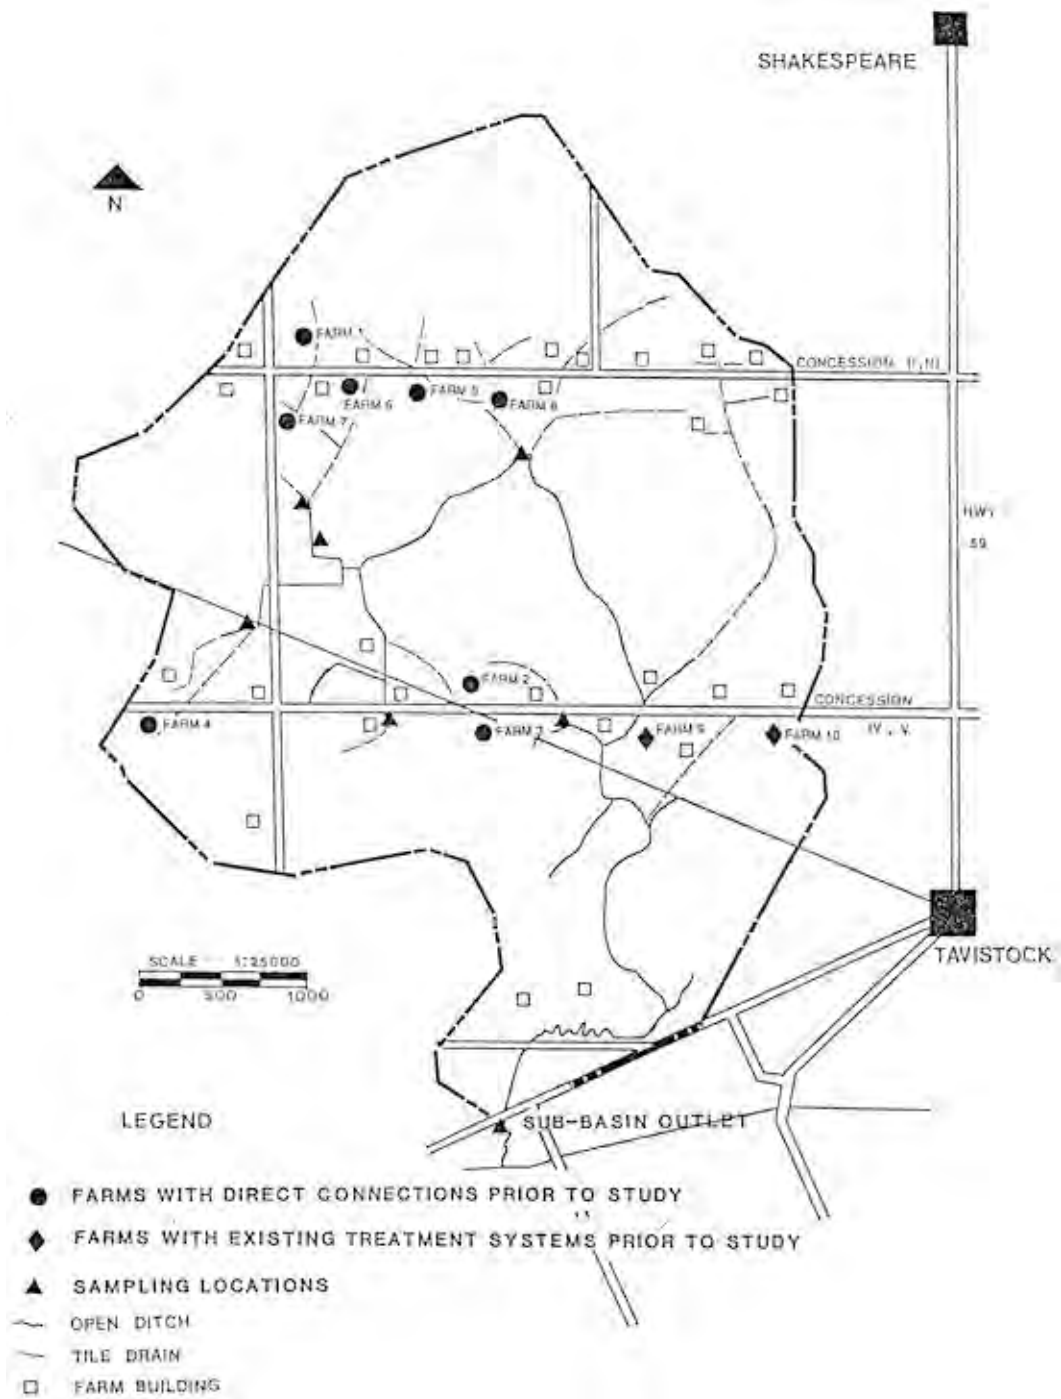 SHAKESPEARE
N
FARM 1
CONCESSION II, III
FARM 6
FARM 5
FARM 8
FARM 7
HWY
59
FARM 2
CONCESSION
FARM 4
FARM 3
FARM 9
FARM 10
IV, V
SCALE 1:25000
0 500 1000
TAVISTOCK
LEGEND
SUB-BASIN OUTLET
FARMS WITH DIRECT CONNECTIONS PRIOR TO STUDY
FARMS WITH EXISTING TREATMENT SYSTEMS PRIOR TO STUDY
SAMPLING LOCATIONS
OPEN DITCH
TILE DRAIN
FARM BUILDING